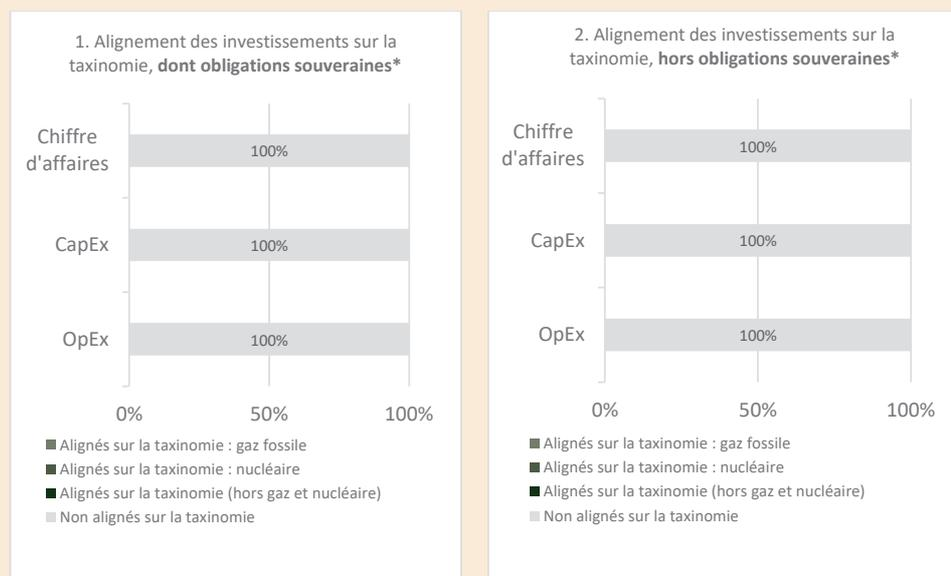 1. Alignement des investissements sur la
taxinomie, dont obligations souveraines*
Chiffre
d'affaires
100%
CapEx
100%
OpEx
100%
0%
50%
100%
Alignés sur la taxinomie : gaz fossile
Alignés sur la taxinomie : nucléaire
Alignés sur la taxinomie (hors gaz et nucléaire)
Non alignés sur la taxinomie
2. Alignement des investissements sur la
taxinomie, hors obligations souveraines*
Chiffre
d'affaires
100%
CapEx
100%
OpEx
100%
0%
50%
100%
Alignés sur la taxinomie : gaz fossile
Alignés sur la taxinomie : nucléaire
Alignés sur la taxinomie (hors gaz et nucléaire)
Non alignés sur la taxinomie